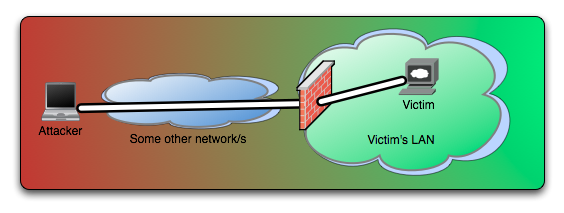 Attacker
Some other network/s
Victim
Victim's LAN